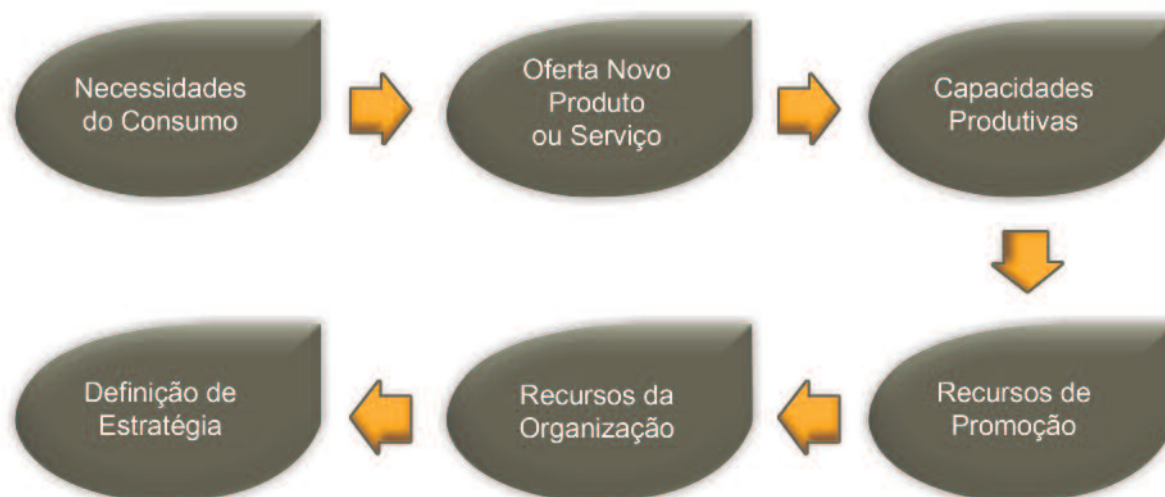 Necessidades
do Consumo
Oferta Novo
Produto
ou Serviço
Capacidades
Produtivas
Recursos de
Promoção
Recursos da
Organização
Definição de
Estratégia